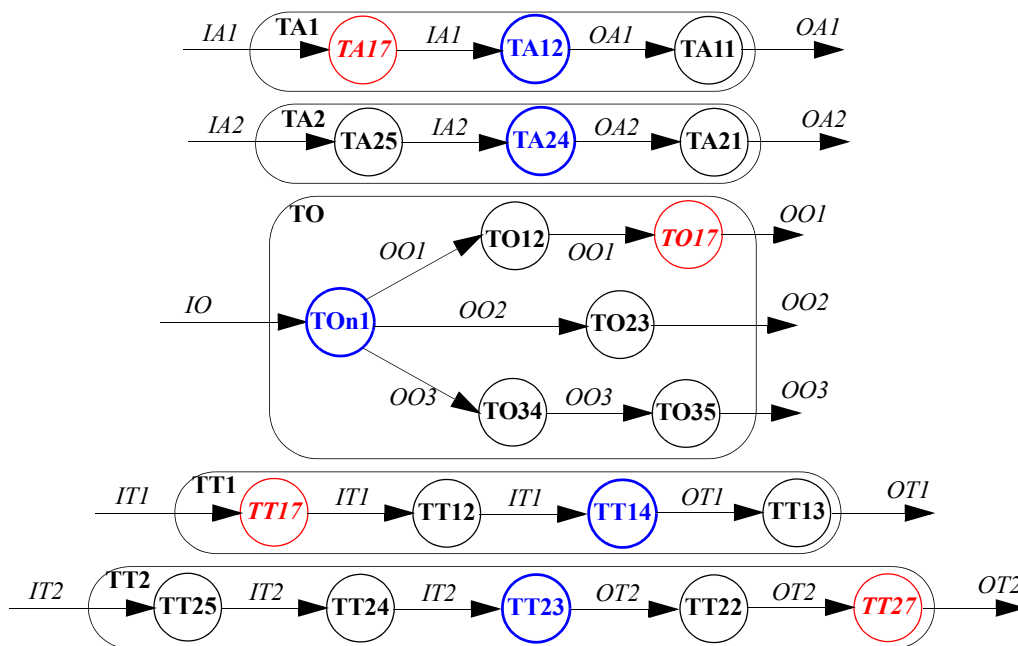 IA1 TA1 TA17 IA1 TA12 OA1 TA11 OA1
IA2 TA2 TA25 IA2 TA24 OA2 TA21 OA2
TO
OO1 TO12 OO1 TO17 OO1
IO TOn1 OO2 TO23 OO2
OO3 TO34 OO3 TO35 OO3
IT1 TT1 TT17 IT1 TT12 IT1 TT14 OT1 TT13 OT1
IT2 TT2 TT25 IT2 TT24 IT2 TT23 OT2 TT22 OT2 TT27 OT2